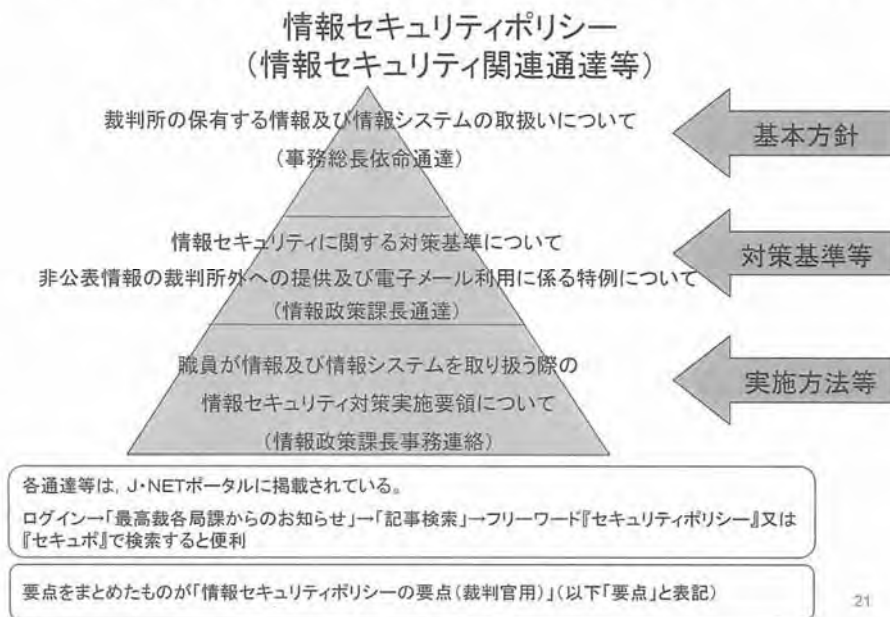 情報セキュリティポリシー
（情報セキュリティ関連通達等）
裁判所の保有する情報及び情報システムの取扱いについて
（事務総長依命通達）
基本方針
情報セキュリティに関する対策基準について
非公表情報の裁判所外への提供及び電子メール利用に係る特例について
（情報政策課長通達）
対策基準等
職員が情報及び情報システムを取り扱う際の
情報セキュリティ対策実施要領について
（情報政策課長事務連絡）
実施方法等
各通達等は，J・NETポータルに掲載されている。
ログイン→「最高裁各局課からのお知らせ」→「記事検索」→フリーワード『セキュリティポリシー』又は
『セキュポ』で検索すると便利
要点をまとめたものが「情報セキュリティポリシーの要点（裁判官用）」（以下「要点」と表記）
21